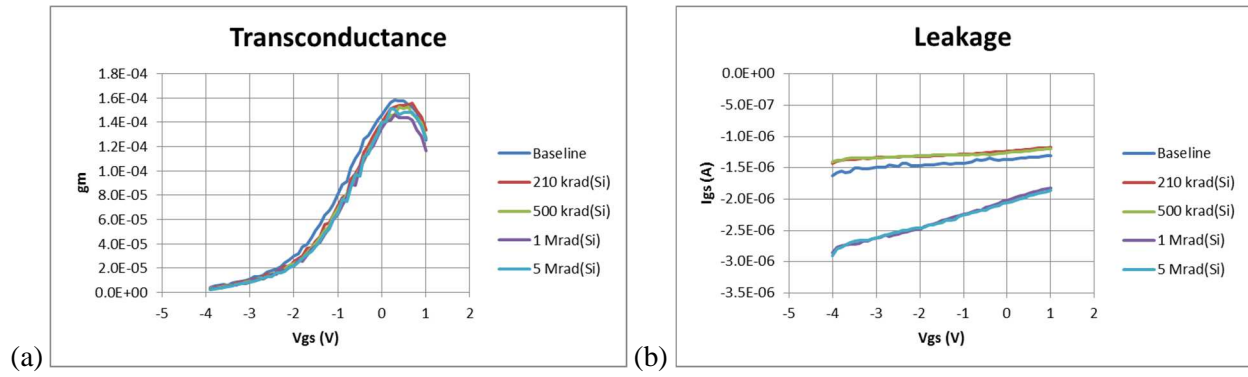 Transconductance
1.8E-04
1.6E-04
1.4E-04
1.2E-04
1.0E-04
8.0E-05
6.0E-05
4.0E-05
2.0E-05
0.0E+00
gm
-5
-4
-3
-2
-1
0
1
2
Vgs (V)
Baseline
210 krad(Si)
500 krad(Si)
1 Mrad(Si)
5 Mrad(Si)
(a)
Leakage
0.0E+00
-5.0E-07
-1.0E-06
-1.5E-06
-2.0E-06
-2.5E-06
-3.0E-06
-3.5E-06
Igs (A)
-5
-4
-3
-2
-1
0
1
2
Vgs (V)
Baseline
210 krad(Si)
500 krad(Si)
1 Mrad(Si)
5 Mrad(Si)
(b)